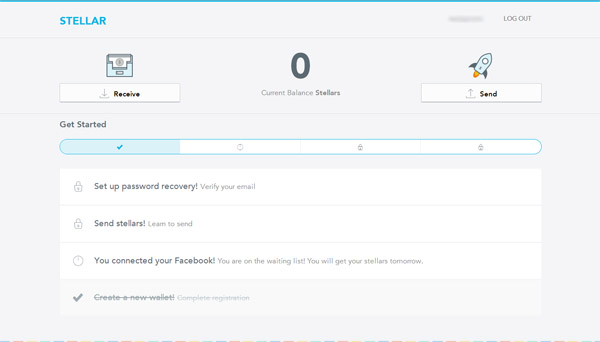 STELLAR
LOG OUT
0
Receive
Current Balance Stellars
Send
Get Started
Set up password recovery! Verify your email
Send stellars! Learn to send
You connected your Facebook! You are on the waiting list! You will get your stellars tomorrow.
Create a new wallet! Complete registration